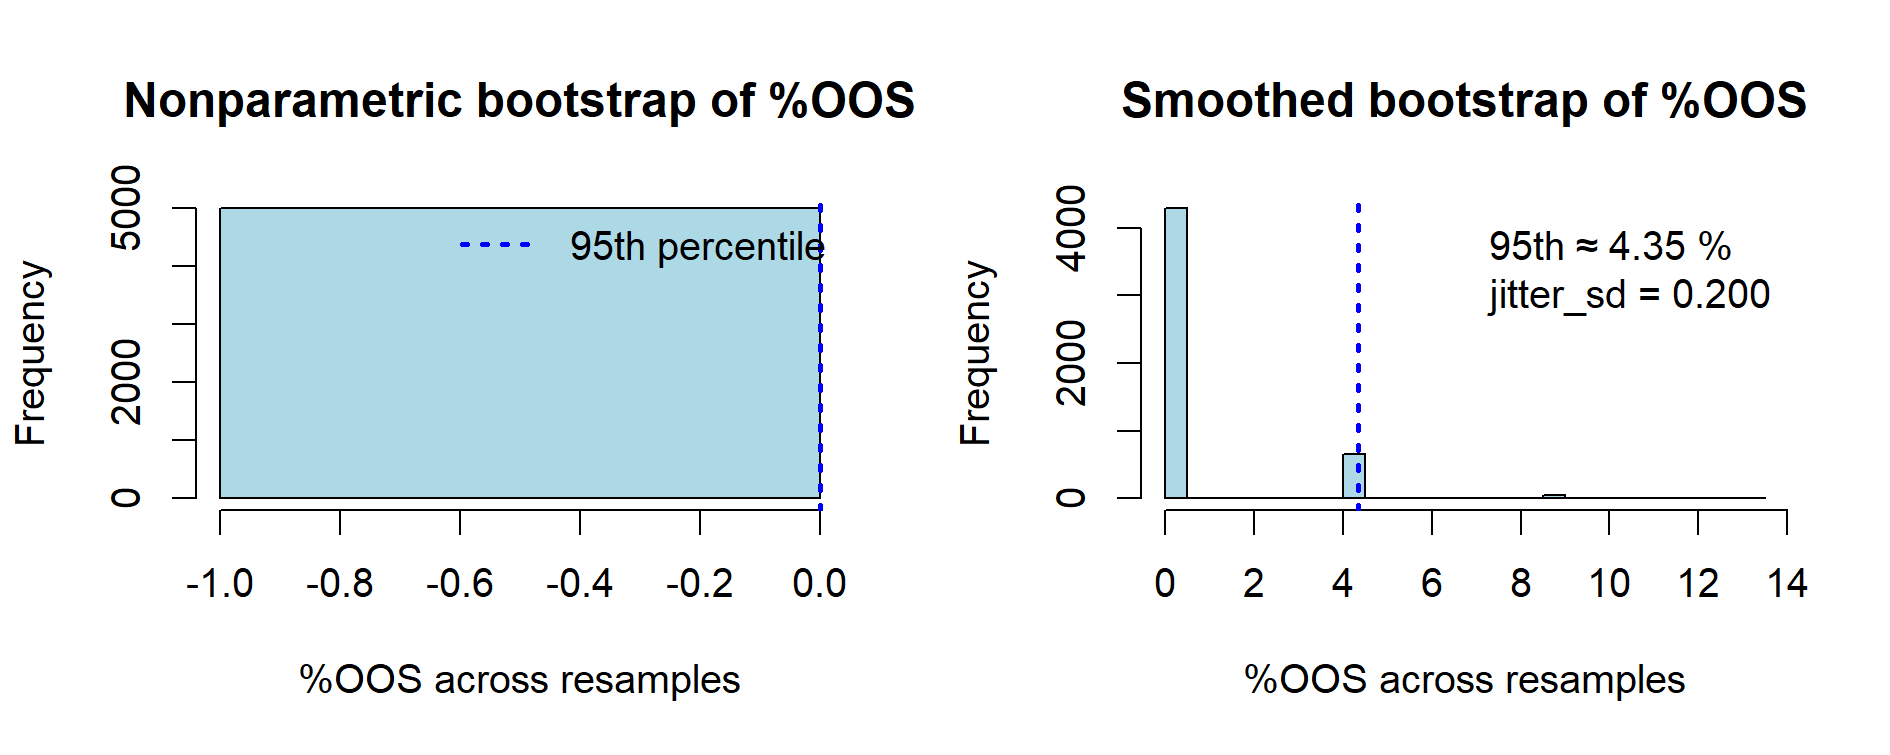 Nonparametric bootstrap of %OOS
Frequency
5000
2000
0
95th percentile
-1.0 -0.8 -0.6 -0.4 -0.2 0.0
%OOS across resamples
Smoothed bootstrap of %OOS
Frequency
4000
2000
0
95th ≈ 4.35 %
jitter_sd = 0.200
0 2 4 6 8 10 12 14
%OOS across resamples